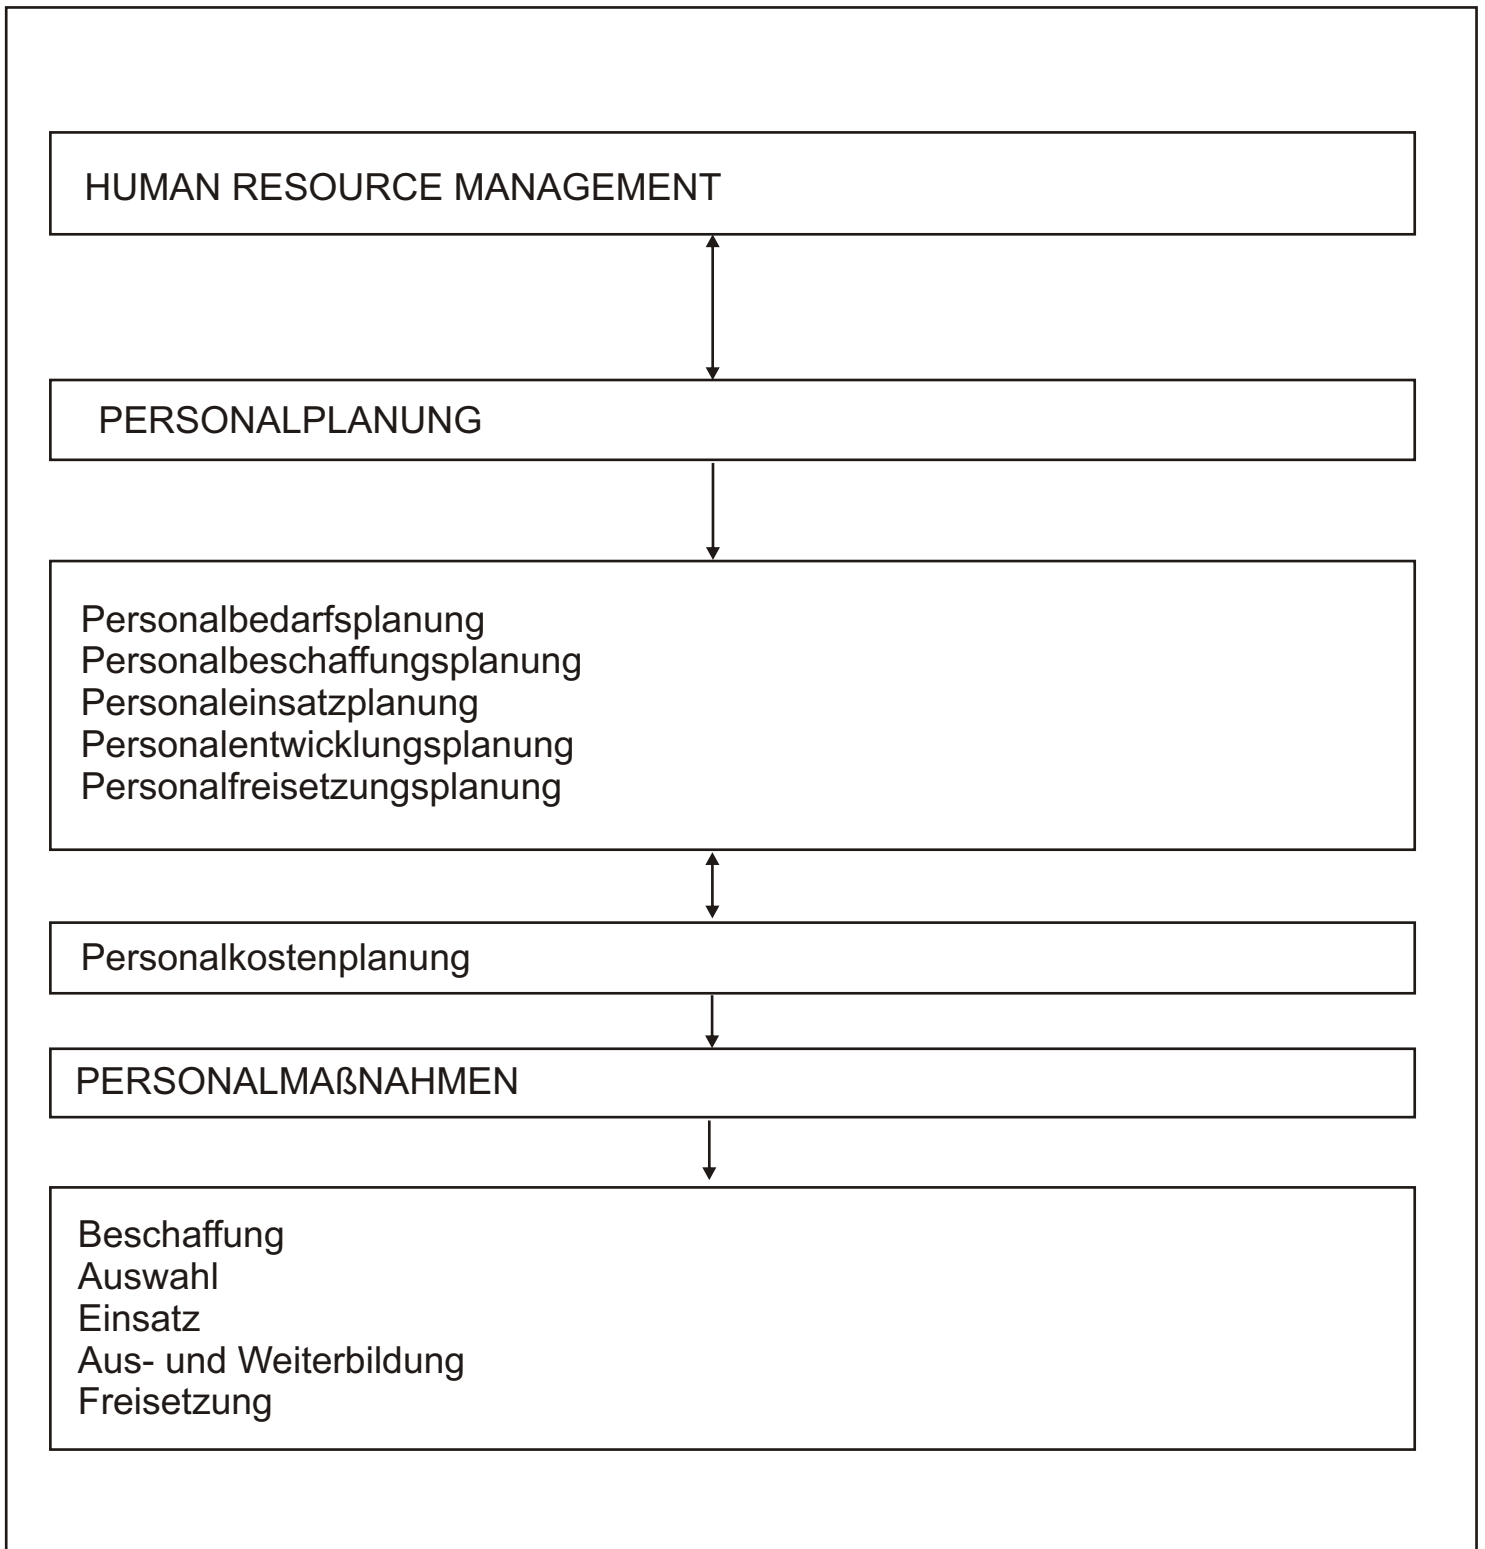 HUMAN RESOURCE MANAGEMENT
PERSONALPLANUNG
Personalbedarfsplanung
Personalbeschaffungsplanung
Personaleinsatzplanung
Personalentwicklungsplanung
Personalfreisetzungsplanung
Personalkostenplanung
PERSONALMAßNAHMEN
Beschaffung
Auswahl
Einsatz
Aus- und Weiterbildung
Freisetzung